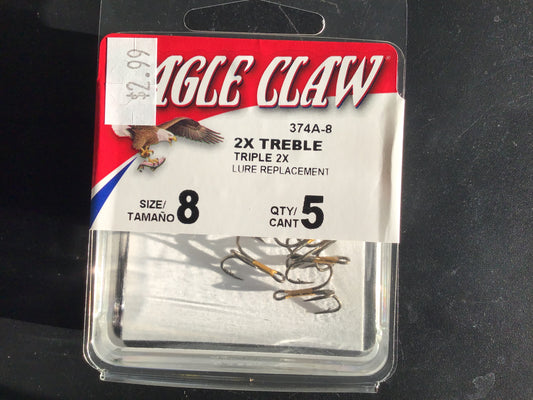 $2.99
AGLE CLAW
374A-8
2X TREBLE
TRIPLE 2X
LURE REPLACEMENT
SIZE/
TAMAÑO 8
QTY/
CANT 5